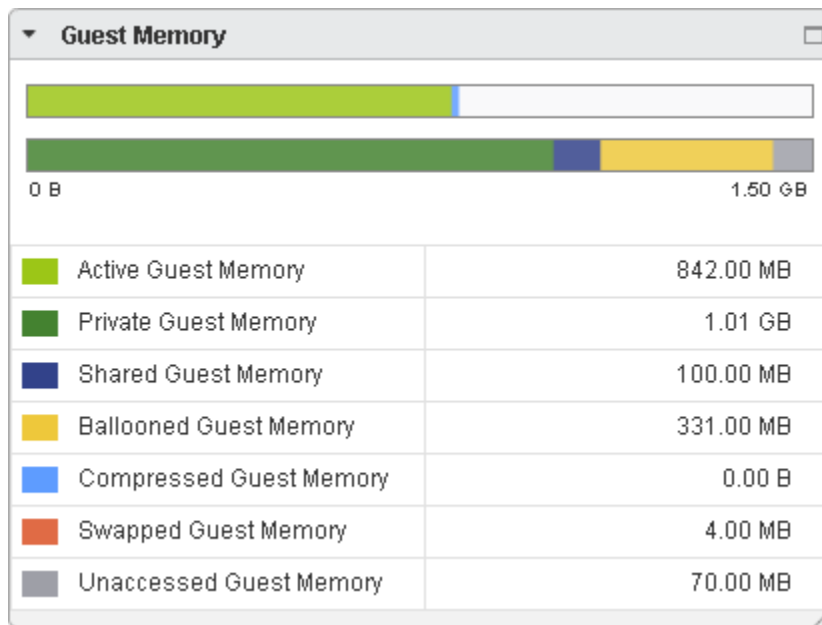 Guest Memory
0 B 1.50 GB
Active Guest Memory 842.00 MB
Private Guest Memory 1.01 GB
Shared Guest Memory 100.00 MB
Ballooned Guest Memory 331.00 MB
Compressed Guest Memory 0.00 B
Swapped Guest Memory 4.00 MB
Unaccessed Guest Memory 70.00 MB